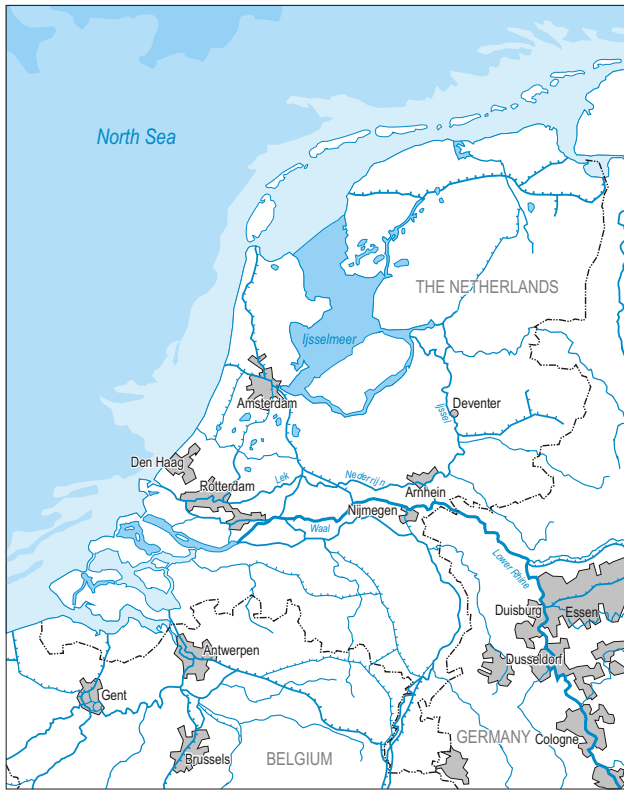 North Sea
THE NETHERLANDS
Ijsselmeer
Amsterdam
Ijssel
Deventer
Den Haag
Rotterdam
Lek
Nederrijn
Arnhein
Nijmegen
Waal
Lower Rhine
Duisburg
Essen
Antwerpen
Dusseldorf
Gent
GERMANY
Cologne
Brussels
BELGIUM